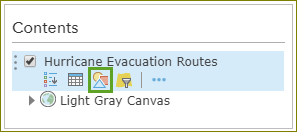 Contents
Hurricane Evacuation Routes
Light Gray Canvas